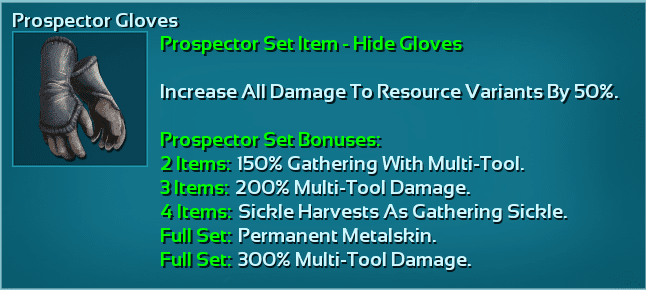 Prospector Gloves
Prospector Set Item - Hide Gloves
Increase All Damage To Resource Variants By 50%.
Prospector Set Bonuses:
2 Items: 150% Gathering With Multi-Tool.
3 Items: 200% Multi-Tool Damage.
4 Items: Sickle Harvests As Gathering Sickle.
Full Set: Permanent Metalskin.
Full Set: 300% Multi-Tool Damage.